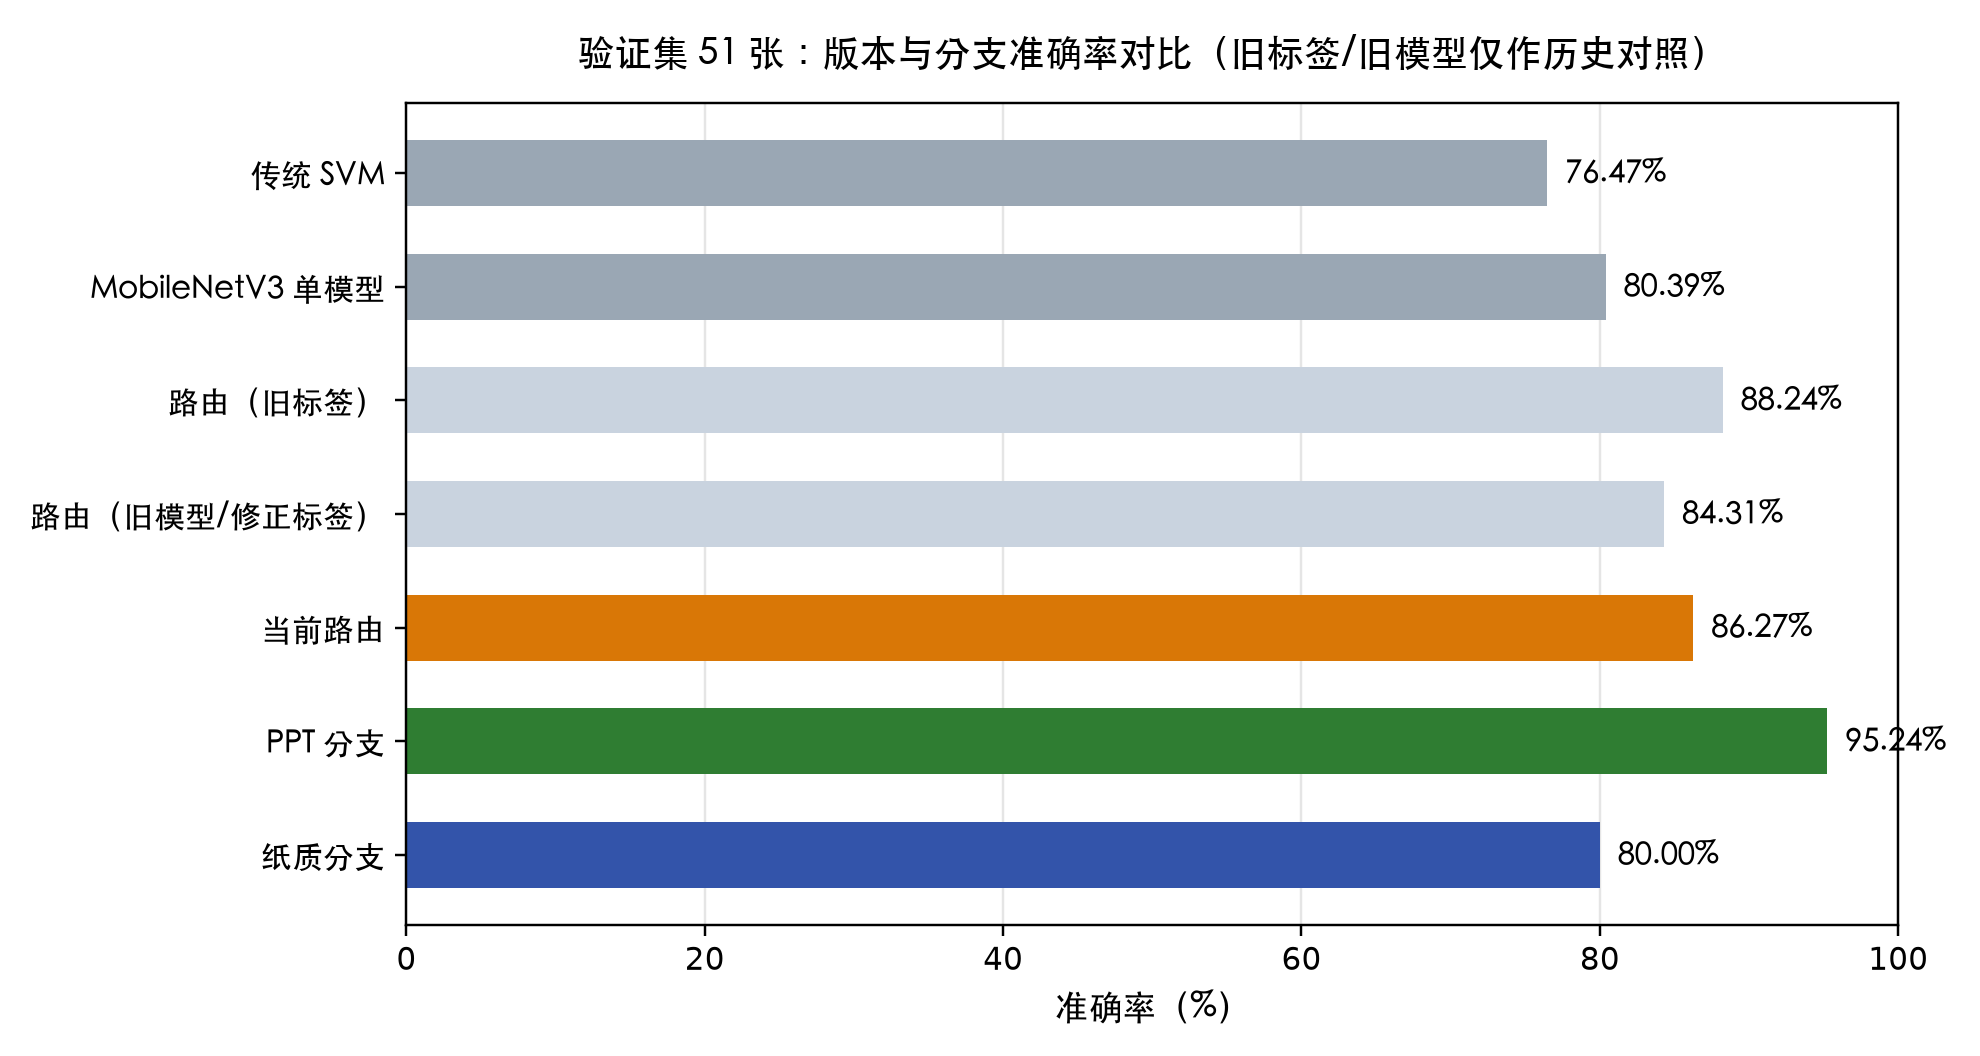 验证集 51 张：版本与分支准确率对比（旧标签/旧模型仅作历史对照）
传统 SVM
76.47%
MobileNetV3 单模型
80.39%
路由（旧标签）
88.24%
路由（旧模型/修正标签）
84.31%
当前路由
86.27%
PPT 分支
95.24%
纸质分支
80.00%
0 20 40 60 80 100
准确率（%）